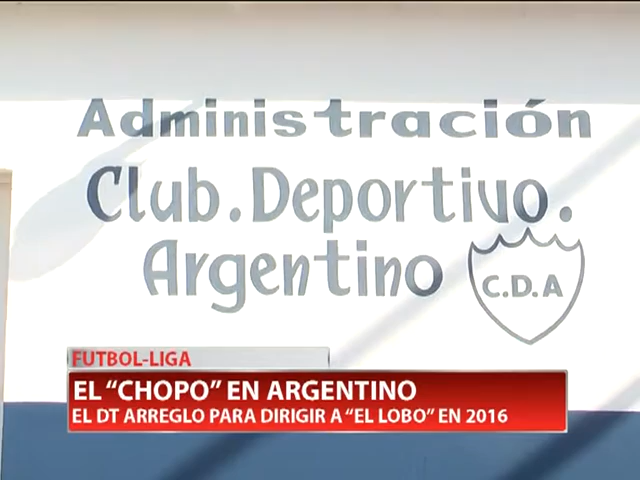 Administración
Club. Deportivo.
Argentino
C.D.A
FUTBOL-LIGA
EL “CHOPO” EN ARGENTINO
EL DT ARREGLO PARA DIRIGIR A “EL LOBO” EN 2016